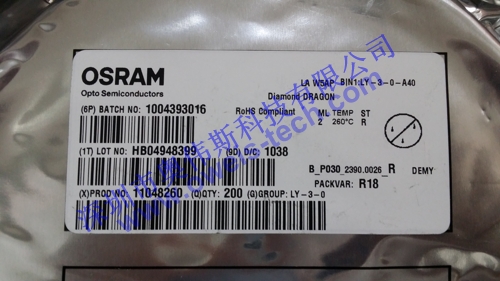 OSRAM
Opto Semiconductors
LA W5AP BIN1:LY-3-0-A40
Diamond DRAGON
(6P) BATCH NO: 1004393016
RoHS Compliant
ML TEMP ST
2 260°C R
(1T) LOT NO: HB04948399 (9D) D/C: 1038
B_P030_2390.0026_R DEMY
PACKVAR: R18
(X)PROD NO: 11048260 (Q)QTY: 200 (G)GROUP: LY-3-0